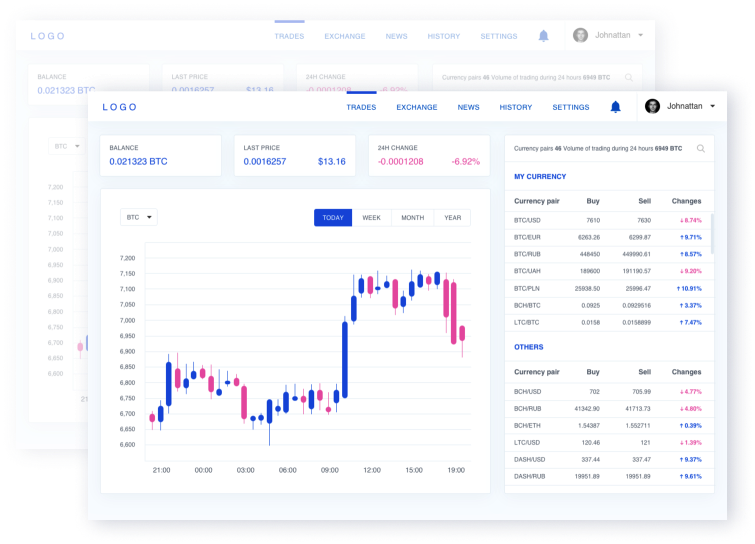 LOGO
TRADES EXCHANGE NEWS HISTORY SETTINGS Johnattan
BALANCE LAST PRICE 24H CHANGE Currency pairs 46 Volume of trading during 24 hours 6949 BTC
0.021323 BTC 0.0016257 $13.16 -0.0001208 -6.92%
BTC
7,200
7,150
7,100
7,050
7,000
6,950
6,900
6,850
6,800
6,750
6,700
6,650
6,600
LOGO
TRADES EXCHANGE NEWS HISTORY SETTINGS Johnattan
BALANCE LAST PRICE 24H CHANGE
0.021323 BTC 0.0016257 $13.16 -0.0001208 -6.92%
BTC TODAY WEEK MONTH YEAR
7,200
7,150
7,100
7,050
7,000
6,950
6,900
6,850
6,800
6,750
6,700
6,650
6,600
21:00 00:00 03:00 06:00 09:00 12:00 15:00 19:00
Currency pairs 46 Volume of trading during 24 hours 6949 BTC
MY CURRENCY
Currency pair Buy Sell Changes
BTC/USD 7610 7630 ↓8.74%
BTC/EUR 6263.26 6299.87 ↑9.71%
BTC/RUB 448450 449990.61 ↑8.57%
BTC/UAH 189600 191190.57 ↓9.20%
BTC/PLN 25938.50 25996.47 ↑10.91%
BCH/BTC 0.0925 0.0929516 ↑3.37%
LTC/BTC 0.0158 0.0158899 ↑7.47%
OTHERS
Currency pair Buy Sell Changes
BCH/USD 702 705.99 ↓4.77%
BCH/RUB 41342.90 41713.73 ↓4.80%
BCH/ETH 1.54387 1.552711 ↑0.39%
LTC/USD 120.46 121 ↓1.39%
DASH/USD 337.44 337.47 ↑9.37%
DASH/RUB 19951.89 19951.89 ↑9.61%